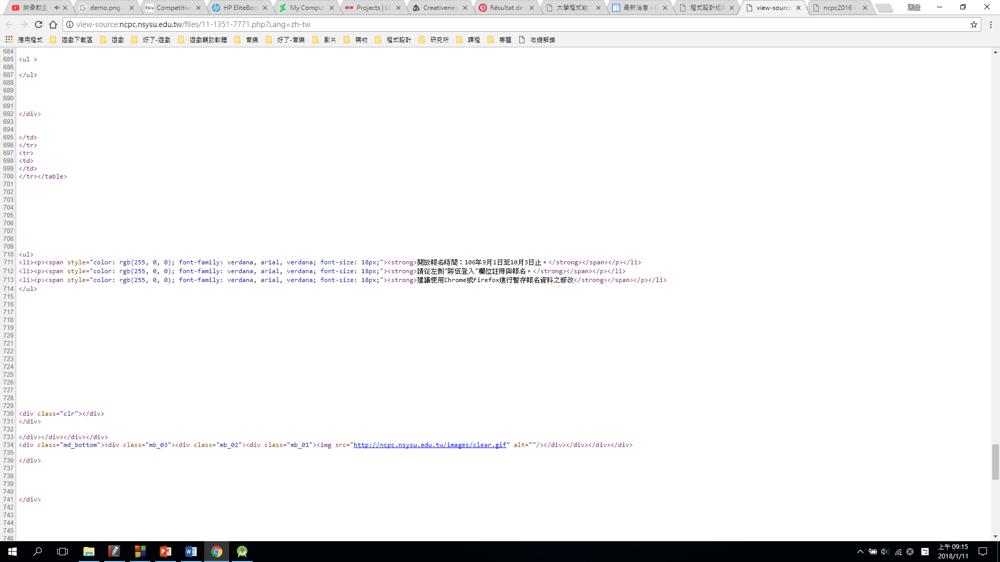 排骨教主
demo.png -
Competitive
HP EliteBoo
My Comput
Projects | LC
Creativenes
Résultat de
大學程式能
最新消息 - I
程式設計組
view-source
ncpc2016 -
湘俊
view-source:ncpc.nsysu.edu.tw/files/11-1351-7771.php?Lang=zh-tw
應用程式
遊戲下載區
遊戲
好了-遊戲
遊戲輔助軟體
音樂
好了-音樂
影片
購物
程式設計
研究所
課程
專題
右鍵解鎖
684
685 <ul >
686
687 </ul>
688
689
690
691
692 </div>
693
694
695 </td>
696 </tr>
697 <tr>
698 <td>
699 </td>
700 </tr></table>
701
702
703
704
705
706
707
708
709
710 <ul>
711 <li><p><span style="color: rgb(255, 0, 0); font-family: verdana, arial, verdana; font-size: 18px;"><strong>開放報名時間：106年9月1日至10月3日止。</strong></span></p></li>
712 <li><p><span style="color: rgb(255, 0, 0); font-family: verdana, arial, verdana; font-size: 18px;"><strong>請從左側"隊伍登入"欄位註冊與報名。</strong></span></p></li>
713 <li><p><span style="color: rgb(255, 0, 0); font-family: verdana, arial, verdana; font-size: 18px;"><strong>建議使用Chrome或Firefox進行暫存報名資料之修改</strong></span></p></li>
714 </ul>
715
716
717
718
719
720
721
722
723
724
725
726
727
728
729
730 <div class="clr"></div>
731 </div>
732
733 </div></div></div></div>
734 <div class="md_bottom"><div class="mb_03"><div class="mb_02"><div class="mb_01"><img src="http://ncpc.nsysu.edu.tw/images/clear.gif" alt=""/></div></div></div></div>
735
736 </div>
737
738
739
740
741 </div>
742
743
744
745
746
上午 09:15
2018/1/11